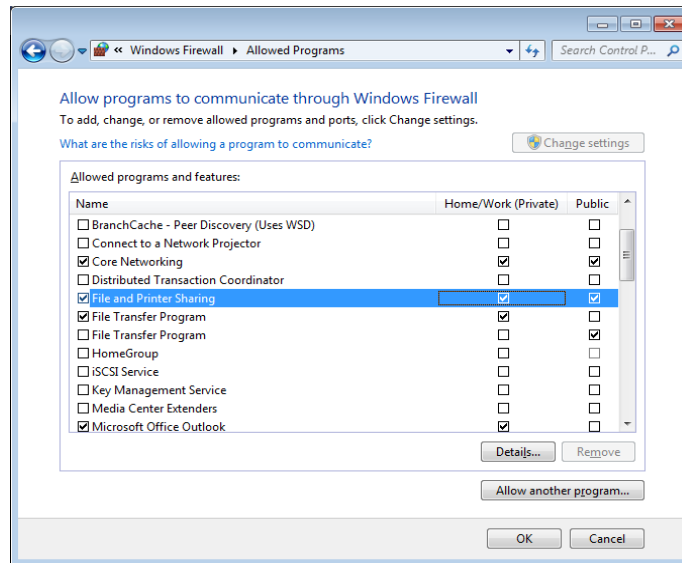 « Windows Firewall Allowed Programs Search Control P...
Allow programs to communicate through Windows Firewall
To add, change, or remove allowed programs and ports, click Change settings.
What are the risks of allowing a program to communicate? Change settings
Allowed programs and features:
Name Home/Work (Private) Public
BranchCache - Peer Discovery (Uses WSD)
Connect to a Network Projector
Core Networking
Distributed Transaction Coordinator
File and Printer Sharing
File Transfer Program
File Transfer Program
HomeGroup
iSCSI Service
Key Management Service
Media Center Extenders
Microsoft Office Outlook
Details... Remove
Allow another program...
OK Cancel